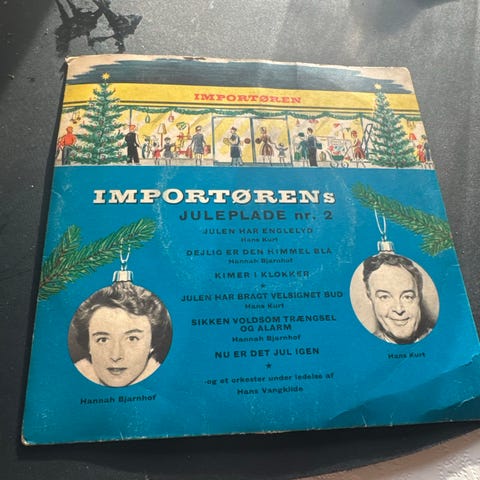 IMPORTØREN
IMPORTØRENs
JULEPLADE nr. 2
JULEN HAR ENGLELYD
Hans Kurt
DEJLIG ER DEN HIMMEL BLÅ
Hannah Bjarnhof
KIMER I KLOKKER
JULEN HAR BRAGT VELSIGNET BUD
Hans Kurt
SIKKEN VOLDSOM TRÆNGSEL
OG ALARM
Hannah Bjarnhof
NU ER DET JUL IGEN
og et orkester under ledelse af
Hans Vangkilde
Hannah Bjarnhof
Hans Kurt